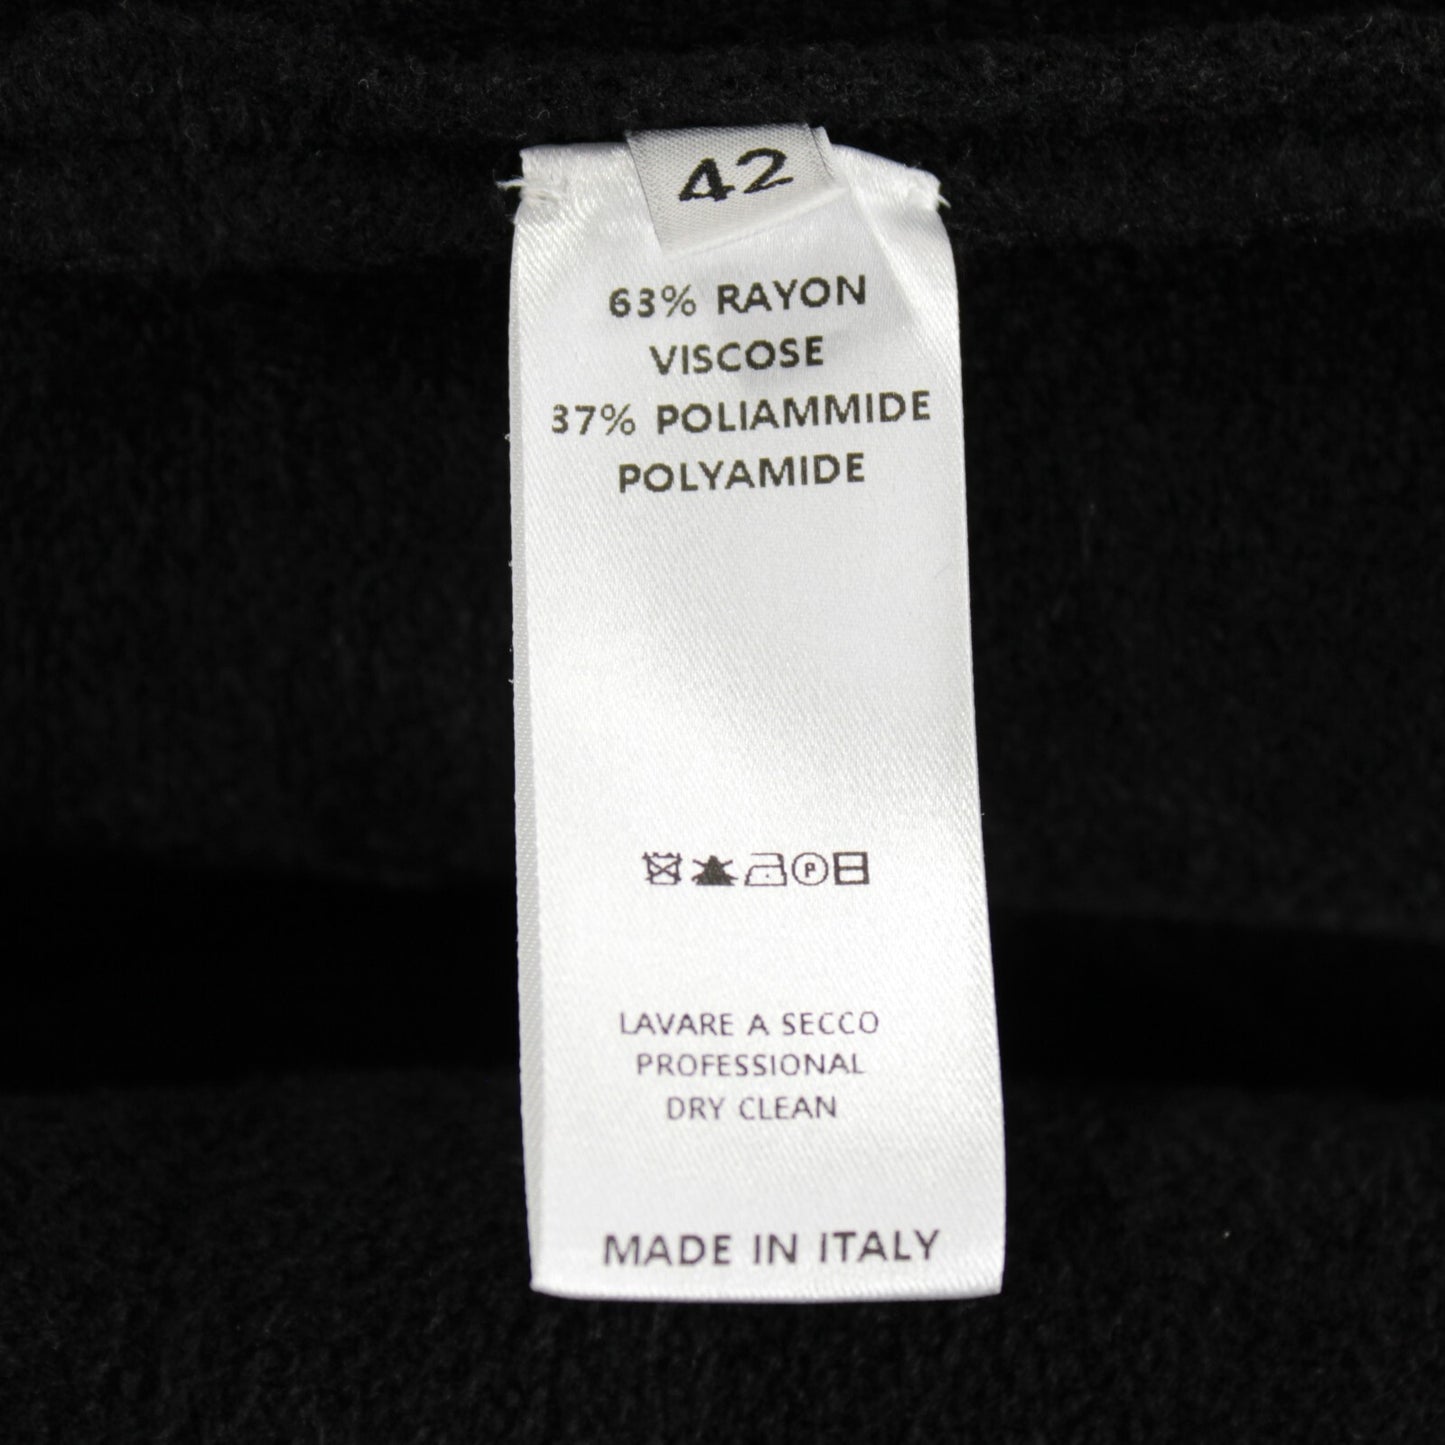 42
63% RAYON
VISCOSE
37% POLIAMMIDE
POLYAMIDE
P
LAVARE A SECCO
PROFESSIONAL
DRY CLEAN
MADE IN ITALY